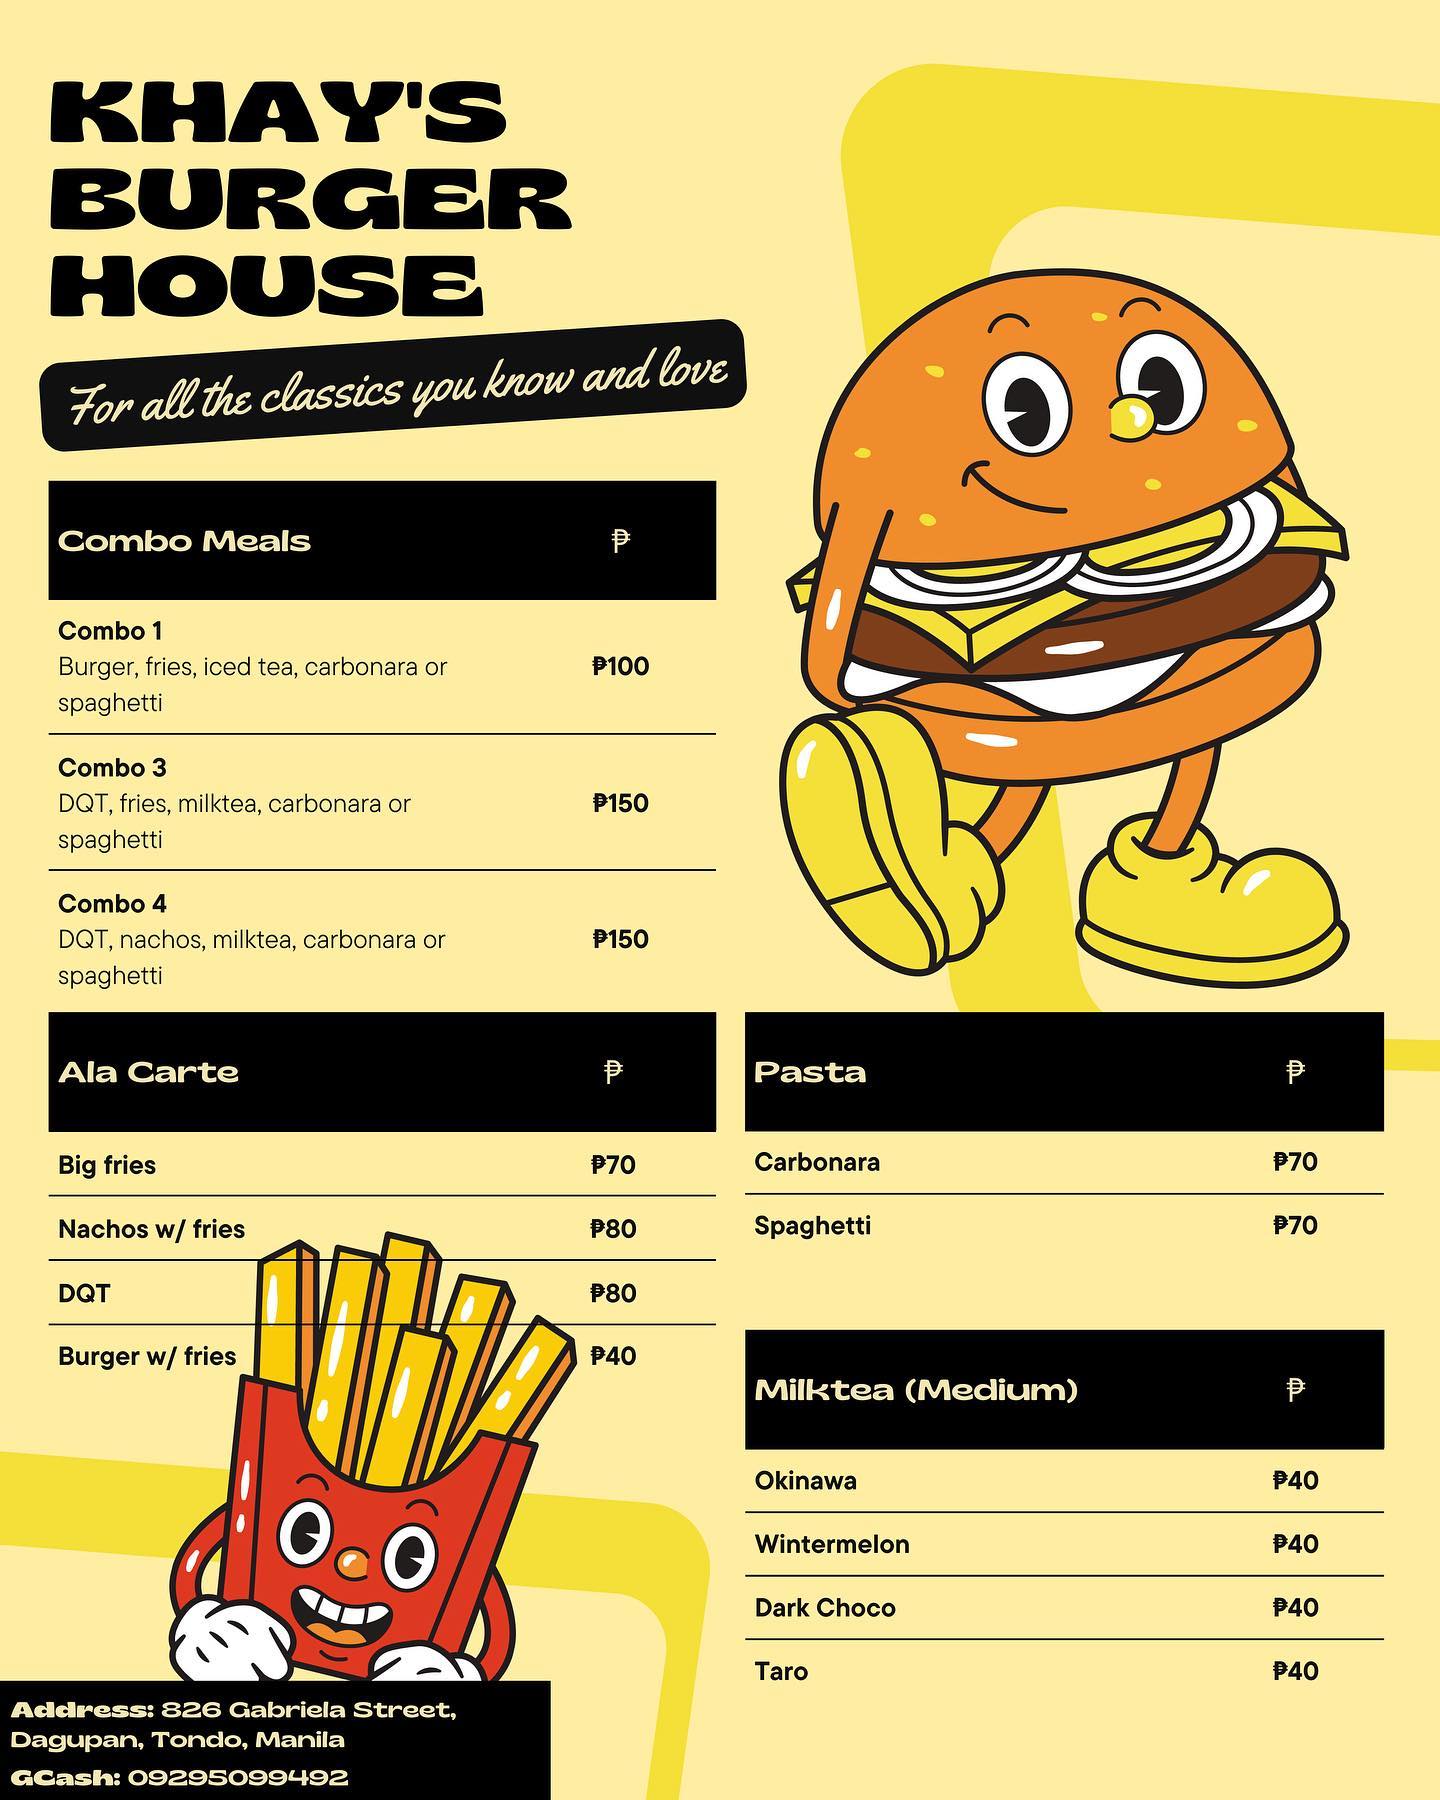 KHAY'S
BURGER
HOUSE
For all the classics you know and love
Combo Meals ₱
Combo 1
Burger, fries, iced tea, carbonara or
spaghetti
₱100
Combo 3
DQT, fries, milktea, carbonara or
spaghetti
₱150
Combo 4
DQT, nachos, milktea, carbonara or
spaghetti
₱150
Ala Carte ₱
Big fries ₱70
Nachos w/ fries ₱80
DQT ₱80
Burger w/ fries ₱40
Pasta ₱
Carbonara ₱70
Spaghetti ₱70
Milktea (Medium) ₱
Okinawa ₱40
Wintermelon ₱40
Dark Choco ₱40
Taro ₱40
Address: 826 Gabriela Street,
Dagupan, Tondo, Manila
GCash: 09295099492